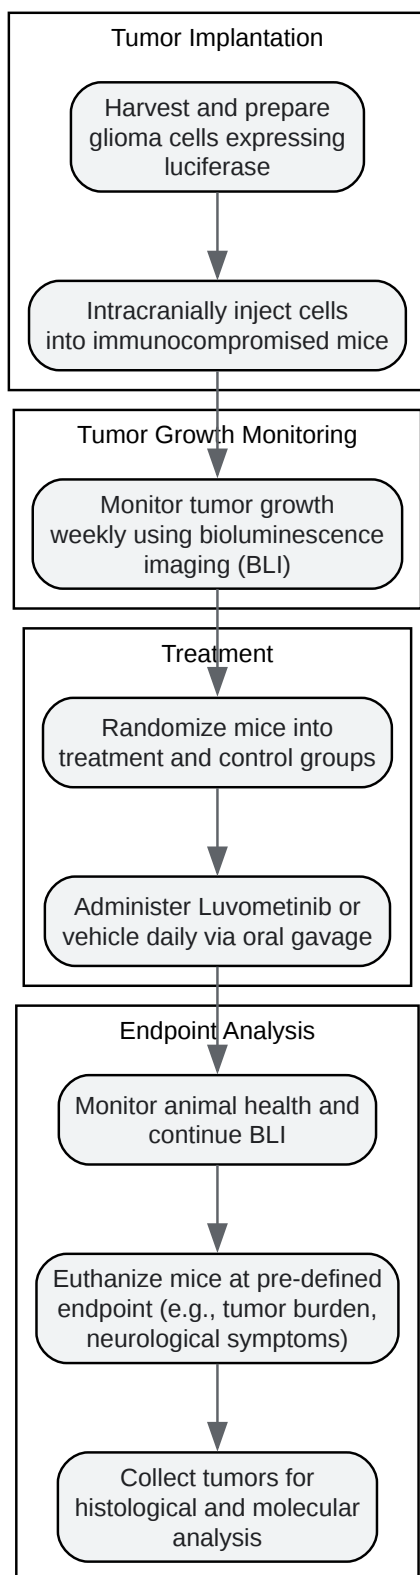 Tumor Implantation
Harvest and prepare
glioma cells expressing
luciferase
Intracranially inject cells
into immunocompromised mice
Tumor Growth Monitoring
Monitor tumor growth
weekly using bioluminescence
imaging (BLI)
Treatment
Randomize mice into
treatment and control groups
Administer Luvometinib or
vehicle daily via oral gavage
Endpoint Analysis
Monitor animal health and
continue BLI
Euthanize mice at pre-defined
endpoint (e.g., tumor burden,
neurological symptoms)
Collect tumors for
histological and molecular
analysis